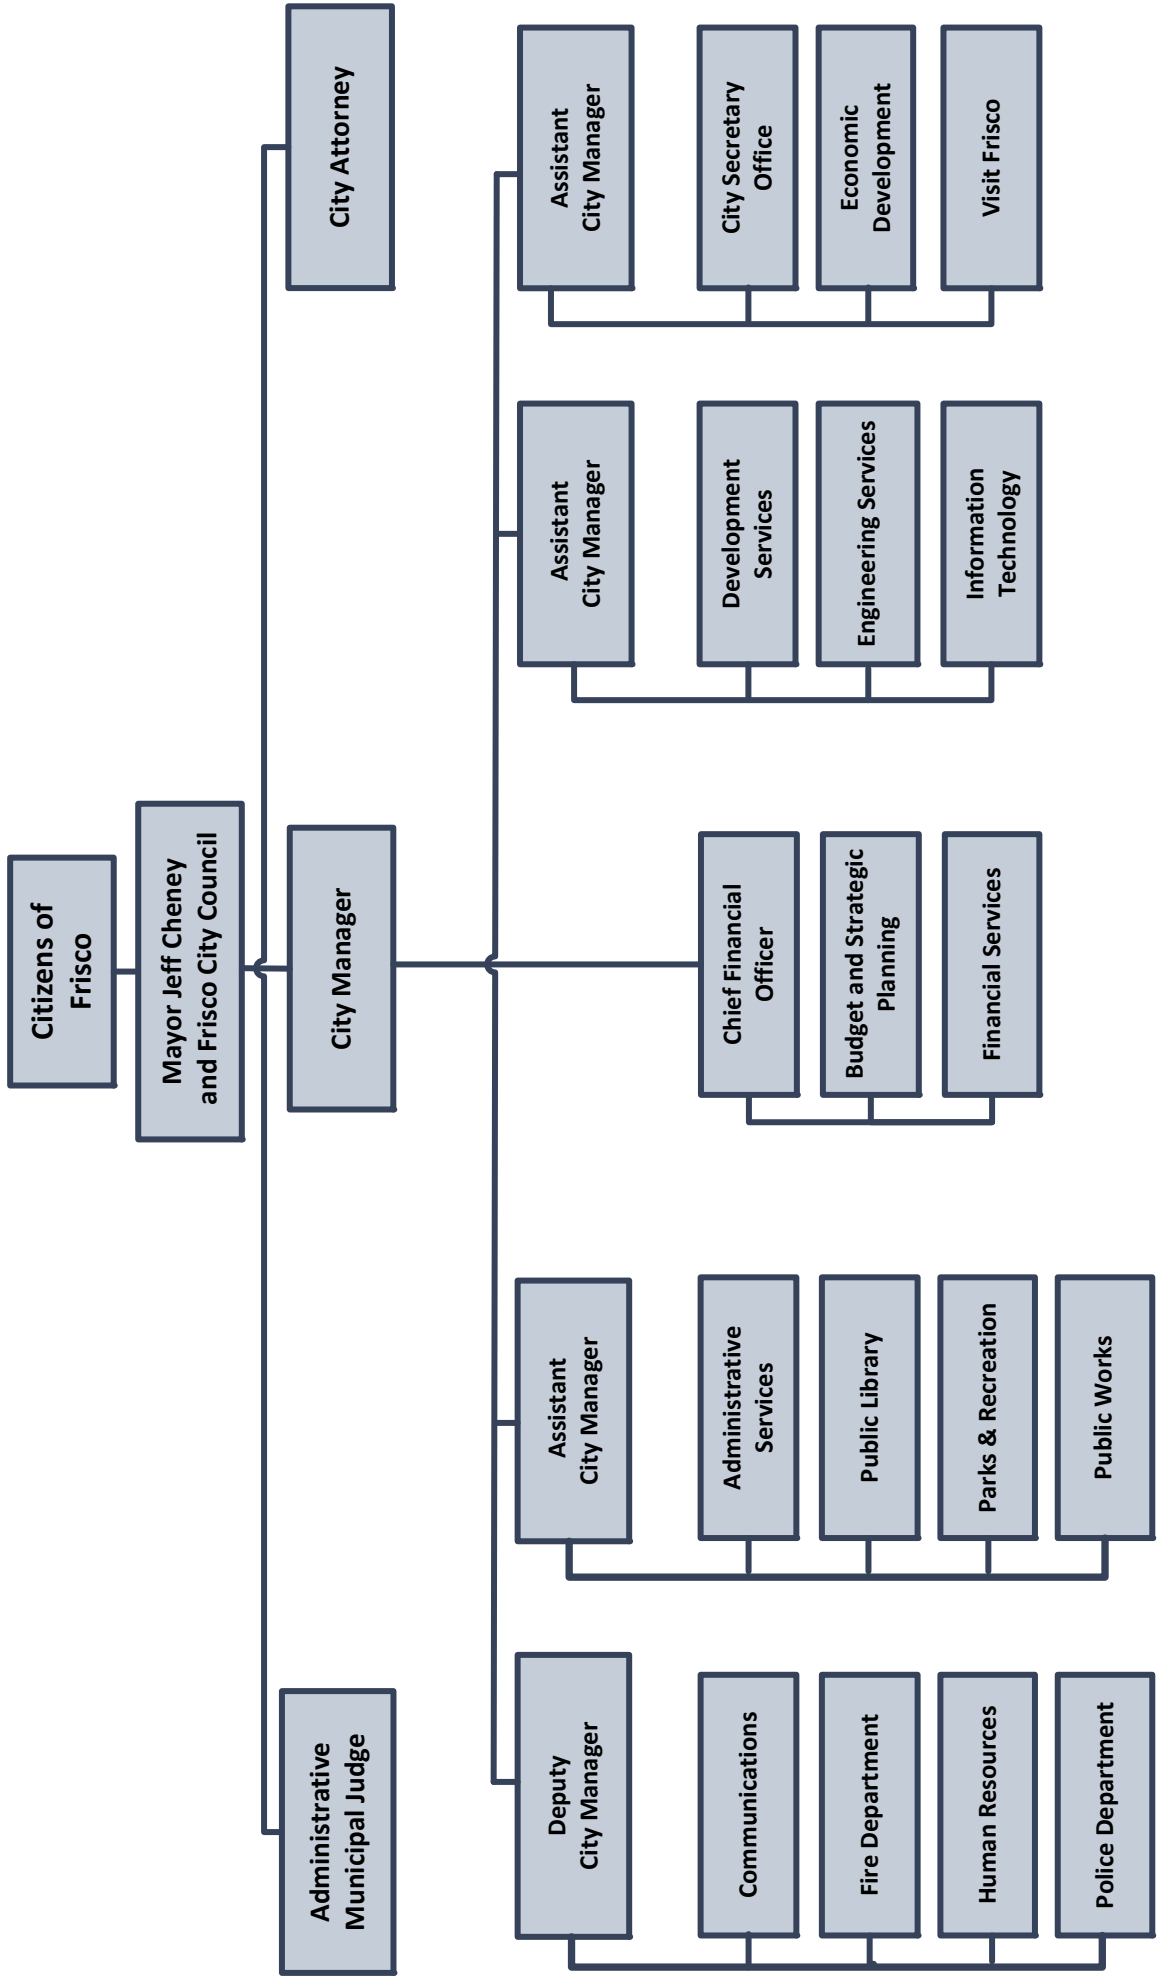 Citizens of
Frisco
Mayor Jeff Cheney
and Frisco City Council
Administrative
Municipal Judge
City Manager
City Attorney
Deputy
City Manager
Communications
Fire Department
Human Resources
Police Department
Assistant
City Manager
Administrative
Services
Public Library
Parks & Recreation
Public Works
Chief Financial
Officer
Budget and Strategic
Planning
Financial Services
Assistant
City Manager
Development
Services
Engineering Services
Information
Technology
Assistant
City Manager
City Secretary
Office
Economic
Development
Visit Frisco